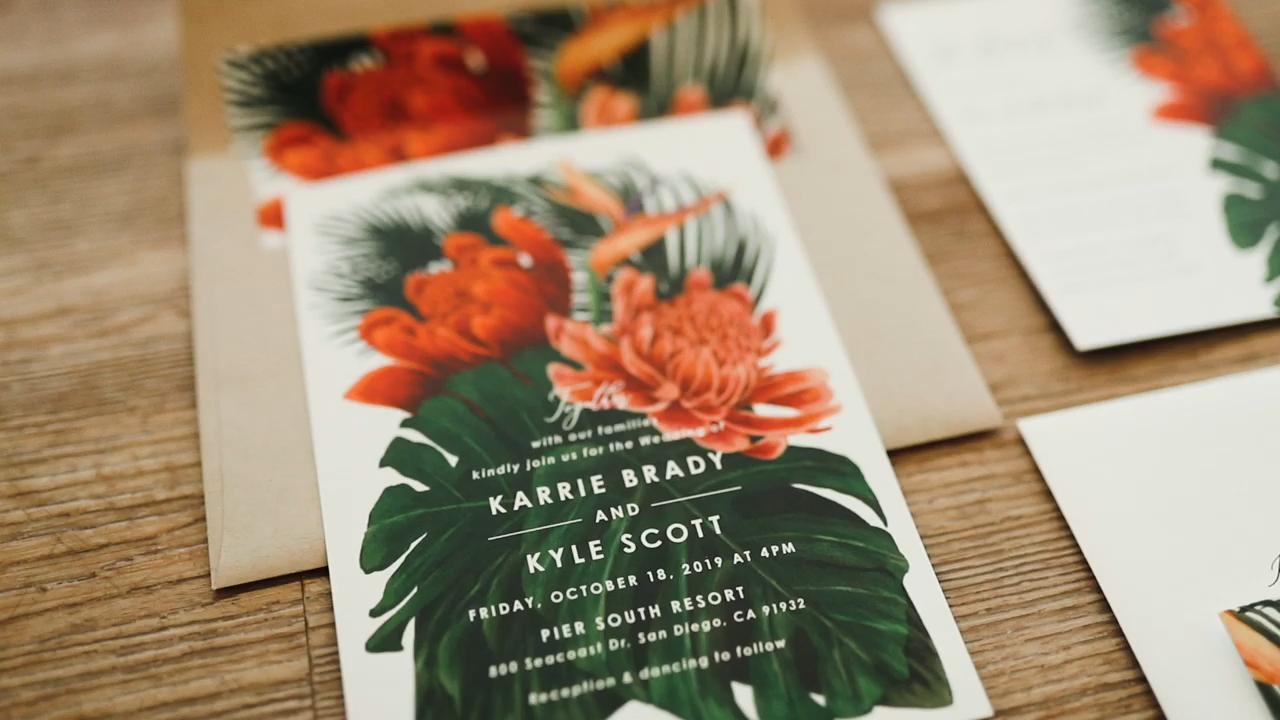 Together
with our families
kindly join us for the Wedding of
KARRIE BRADY
AND
KYLE SCOTT
FRIDAY, OCTOBER 18, 2019 AT 4PM
PIER SOUTH RESORT
800 Seacoast Dr. San Diego, CA 91932
Reception & dancing to follow